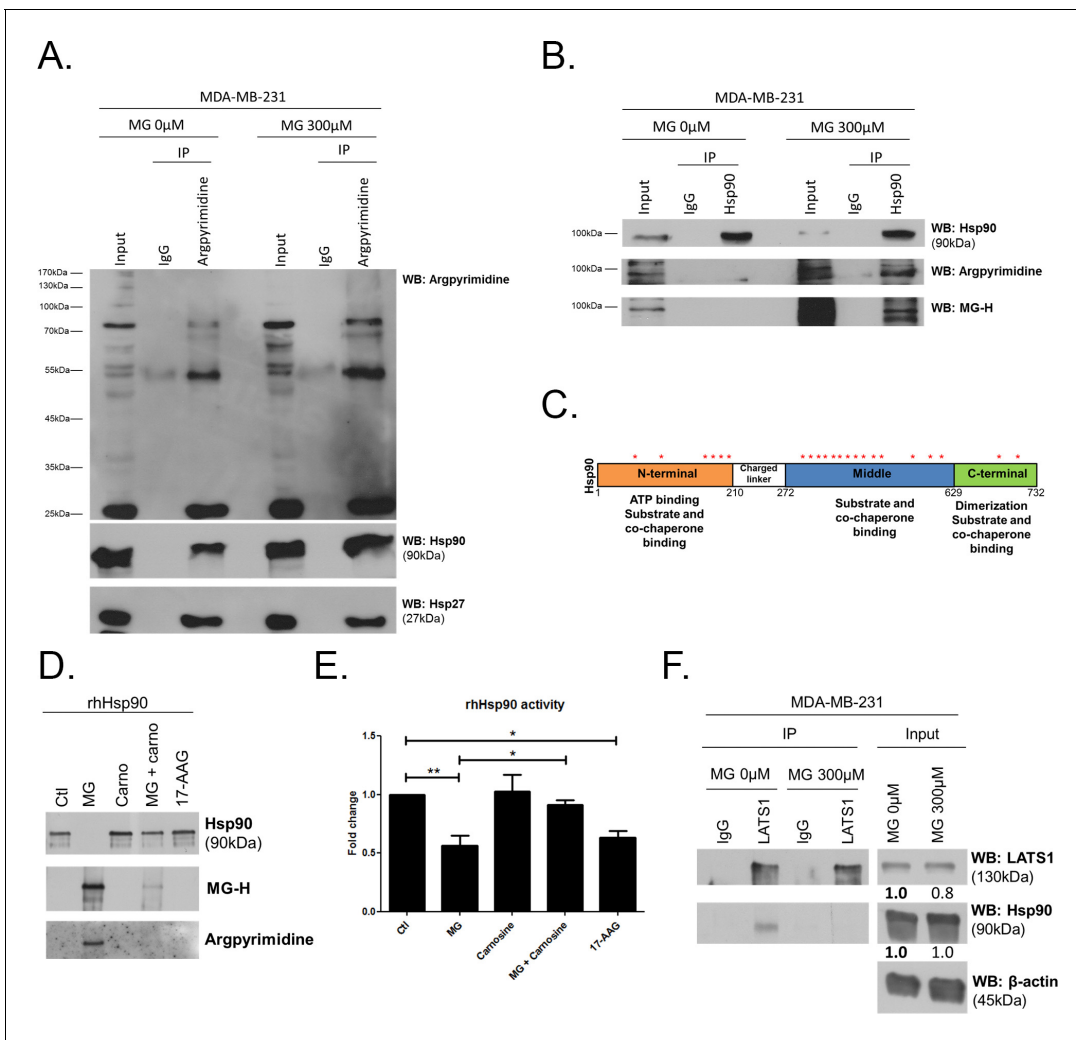 A.
MDA-MB-231
MG 0µM
MG 300µM
IP
IP
Input
IgG
Argpyrimidine
Input
IgG
Argpyrimidine
170kDa
130kDa
100kDa
70kDa
55kDa
45kDa
35kDa
25kDa
WB: Argpyrimidine
WB: Hsp90
(90kDa)
WB: Hsp27
(27kDa)
B.
MDA-MB-231
MG 0µM
MG 300µM
IP
IP
Input
IgG
Hsp90
Input
IgG
Hsp90
100kDa
WB: Hsp90
(90kDa)
100kDa
WB: Argpyrimidine
100kDa
WB: MG-H
C.
* * * * * * * * * * * * * * * * * * * * * *
Hsp90
N-terminal
Charged linker
Middle
C-terminal
1 210 272 629 732
ATP binding
Substrate and
co-chaperone
binding
Substrate and
co-chaperone
binding
Dimerization
Substrate and
co-chaperone
binding
D.
rhHsp90
Ctl
MG
Carno
MG + carno
17-AAG
Hsp90
(90kDa)
MG-H
Argpyrimidine
E.
rhHsp90 activity
Fold change
1.5
1.0
0.5
0.0
*
*
**
Ctl
MG
Carnosine
MG + Carnosine
17-AAG
F.
MDA-MB-231
IP
Input
MG 0µM
MG 300µM
MG 0µM
MG 300µM
IgG
LATS1
IgG
LATS1
WB: LATS1
(130kDa)
1.0 0.8
WB: Hsp90
(90kDa)
1.0 1.0
WB: β-actin
(45kDa)